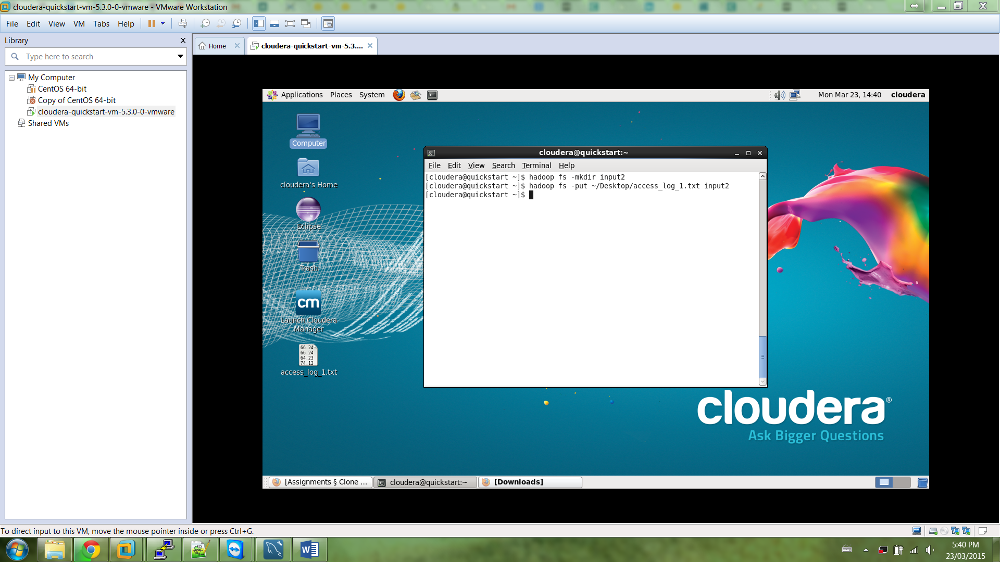 cloudera-quickstart-vm-5.3.0-0-vmware - VMware Workstation
File Edit View VM Tabs Help
Library
Type here to search
My Computer
CentOS 64-bit
Copy of CentOS 64-bit
cloudera-quickstart-vm-5.3.0-0-vmware
Shared VMs
Home
cloudera-quickstart-vm-5.3....
Applications Places System
Mon Mar 23, 14:40 cloudera
Computer
cloudera's Home
Eclipse
Trash
cm
Launch Cloudera
Manager
66.24
66.24
64.23
74.12
access_log_1.txt
cloudera@quickstart:~
File Edit View Search Terminal Help
[cloudera@quickstart ~]$ hadoop fs -mkdir input2
[cloudera@quickstart ~]$ hadoop fs -put ~/Desktop/access_log_1.txt input2
[cloudera@quickstart ~]$
cloudera®
Ask Bigger Questions
[Assignments § Clone ...
cloudera@quickstart:~
[Downloads]
To direct input to this VM, move the mouse pointer inside or press Ctrl+G.
5:40 PM
23/03/2015